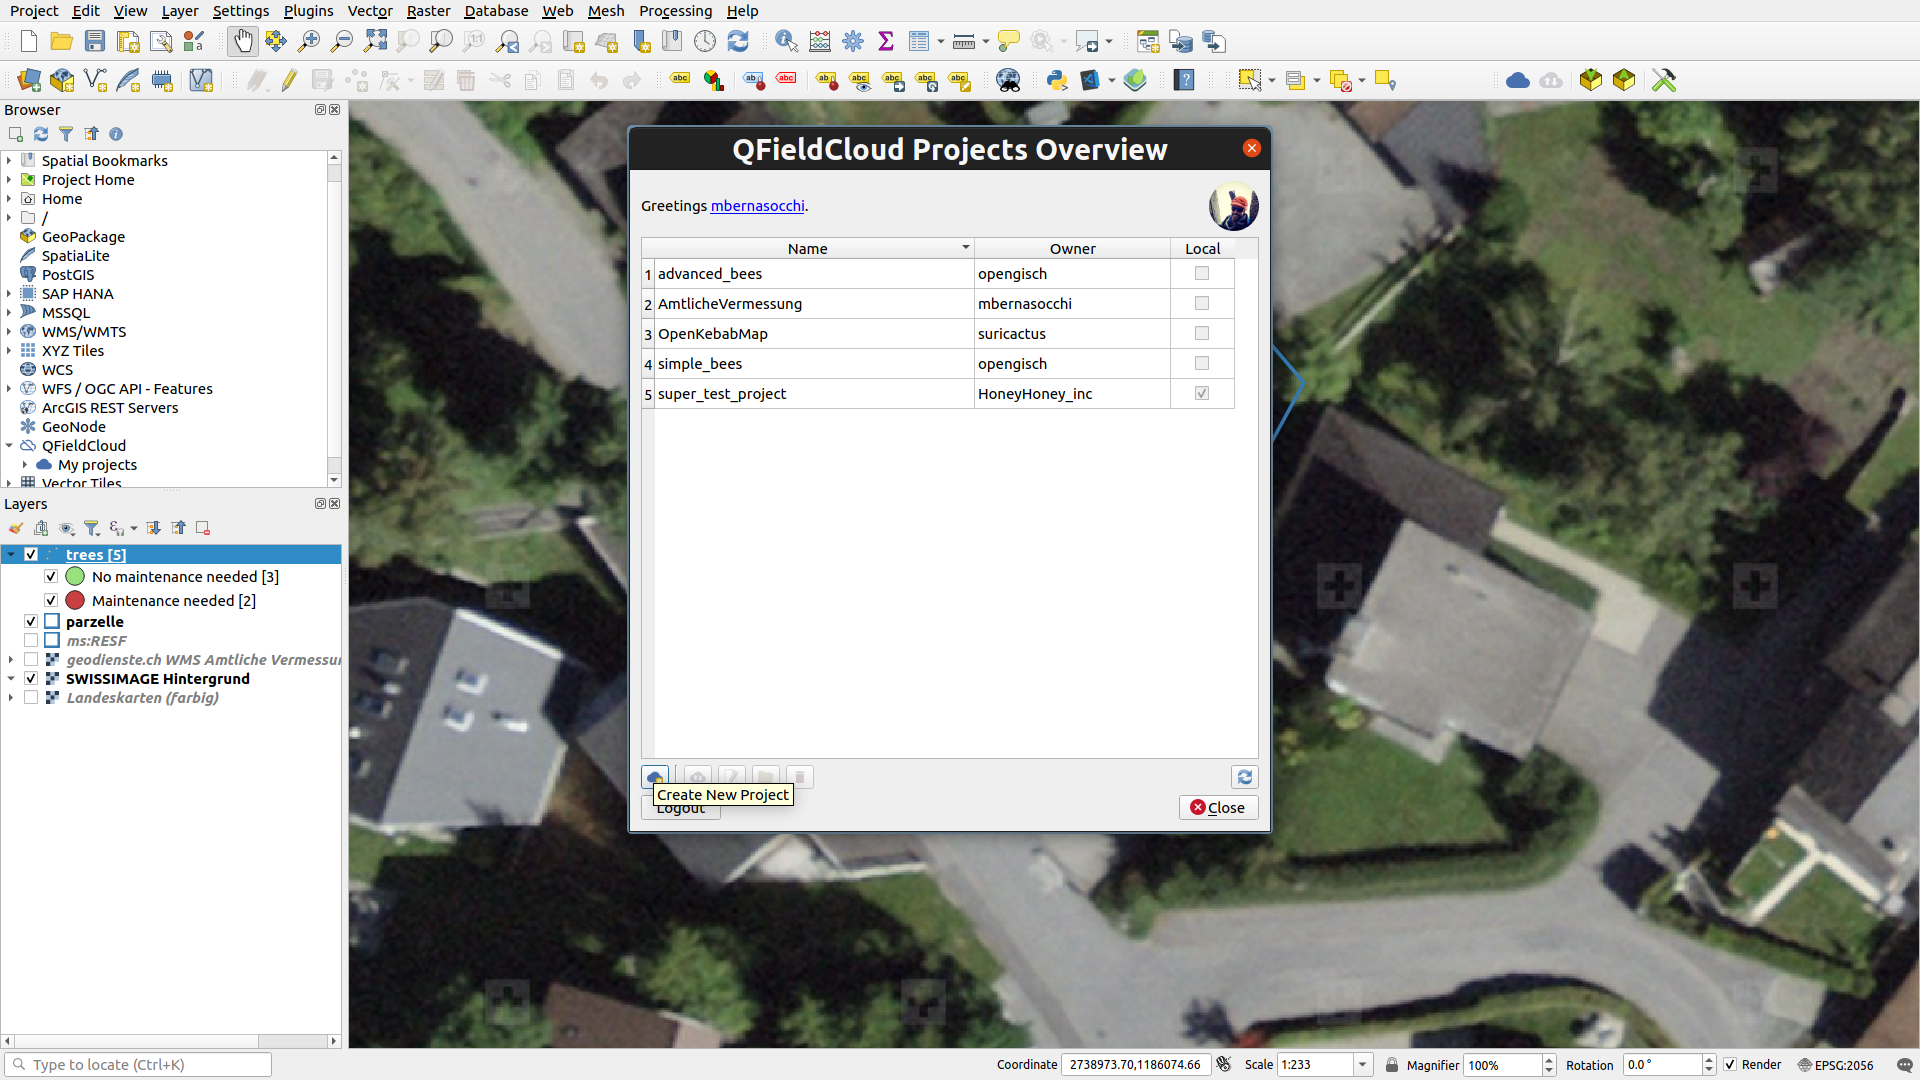 Project Edit View Layer Settings Plugins Vector Raster Database Web Mesh Processing Help
Browser
Spatial Bookmarks
Project Home
Home
/
GeoPackage
SpatiaLite
PostGIS
SAP HANA
MSSQL
WMS/WMTS
XYZ Tiles
WCS
WFS / OGC API - Features
ArcGIS REST Servers
GeoNode
QFieldCloud
My projects
Vector Tiles
Layers
trees [5]
No maintenance needed [3]
Maintenance needed [2]
parzelle
ms:RESF
geodienste.ch WMS Amtliche Vermessu
SWISSIMAGE Hintergrund
Landeskarten (farbig)
QFieldCloud Projects Overview
Greetings mbernasocchi.
Name Owner Local
1 advanced_bees opengisch
2 AmtlicheVermessung mbernasocchi
3 OpenKebabMap suricactus
4 simple_bees opengisch
5 super_test_project HoneyHoney_inc
Create New Project
Logout
Close
Type to locate (Ctrl+K)
Coordinate 2738973.70,1186074.66 Scale 1:233 Magnifier 100% Rotation 0.0 ° Render EPSG:2056